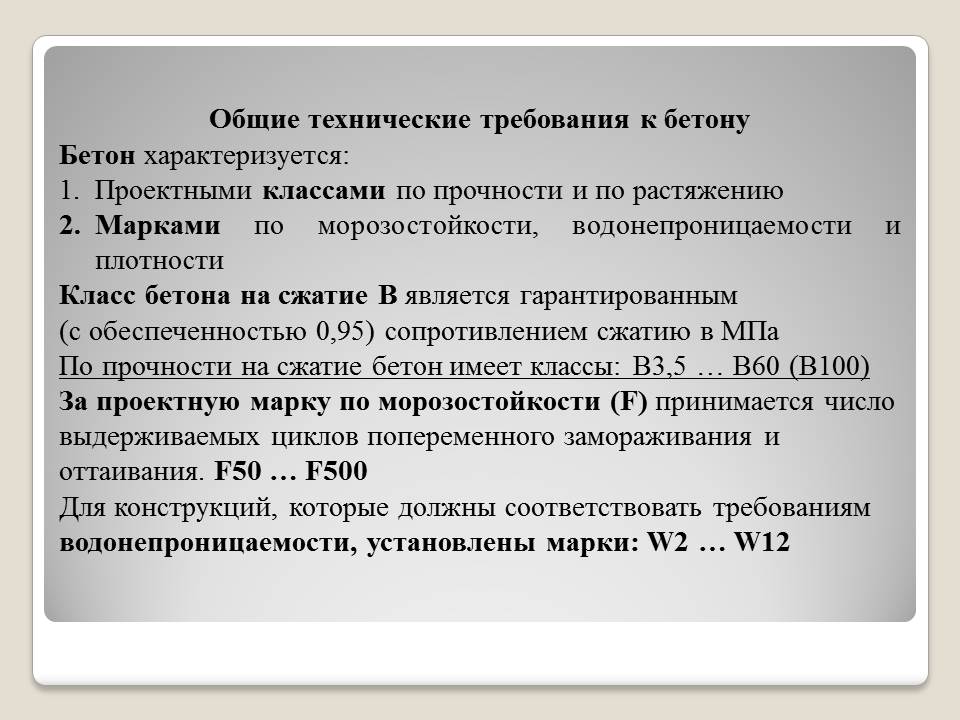 Общие технические требования к бетону
Бетон характеризуется:
1. Проектными классами по прочности и по растяжению
2. Марками по морозостойкости, водонепроницаемости и
плотности
Класс бетона на сжатие В является гарантированным
(с обеспеченностью 0,95) сопротивлением сжатию в МПа
По прочности на сжатие бетон имеет классы: В3,5 … В60 (В100)
За проектную марку по морозостойкости (F) принимается число
выдерживаемых циклов попеременного замораживания и
оттаивания. F50 … F500
Для конструкций, которые должны соответствовать требованиям
водонепроницаемости, установлены марки: W2 … W12